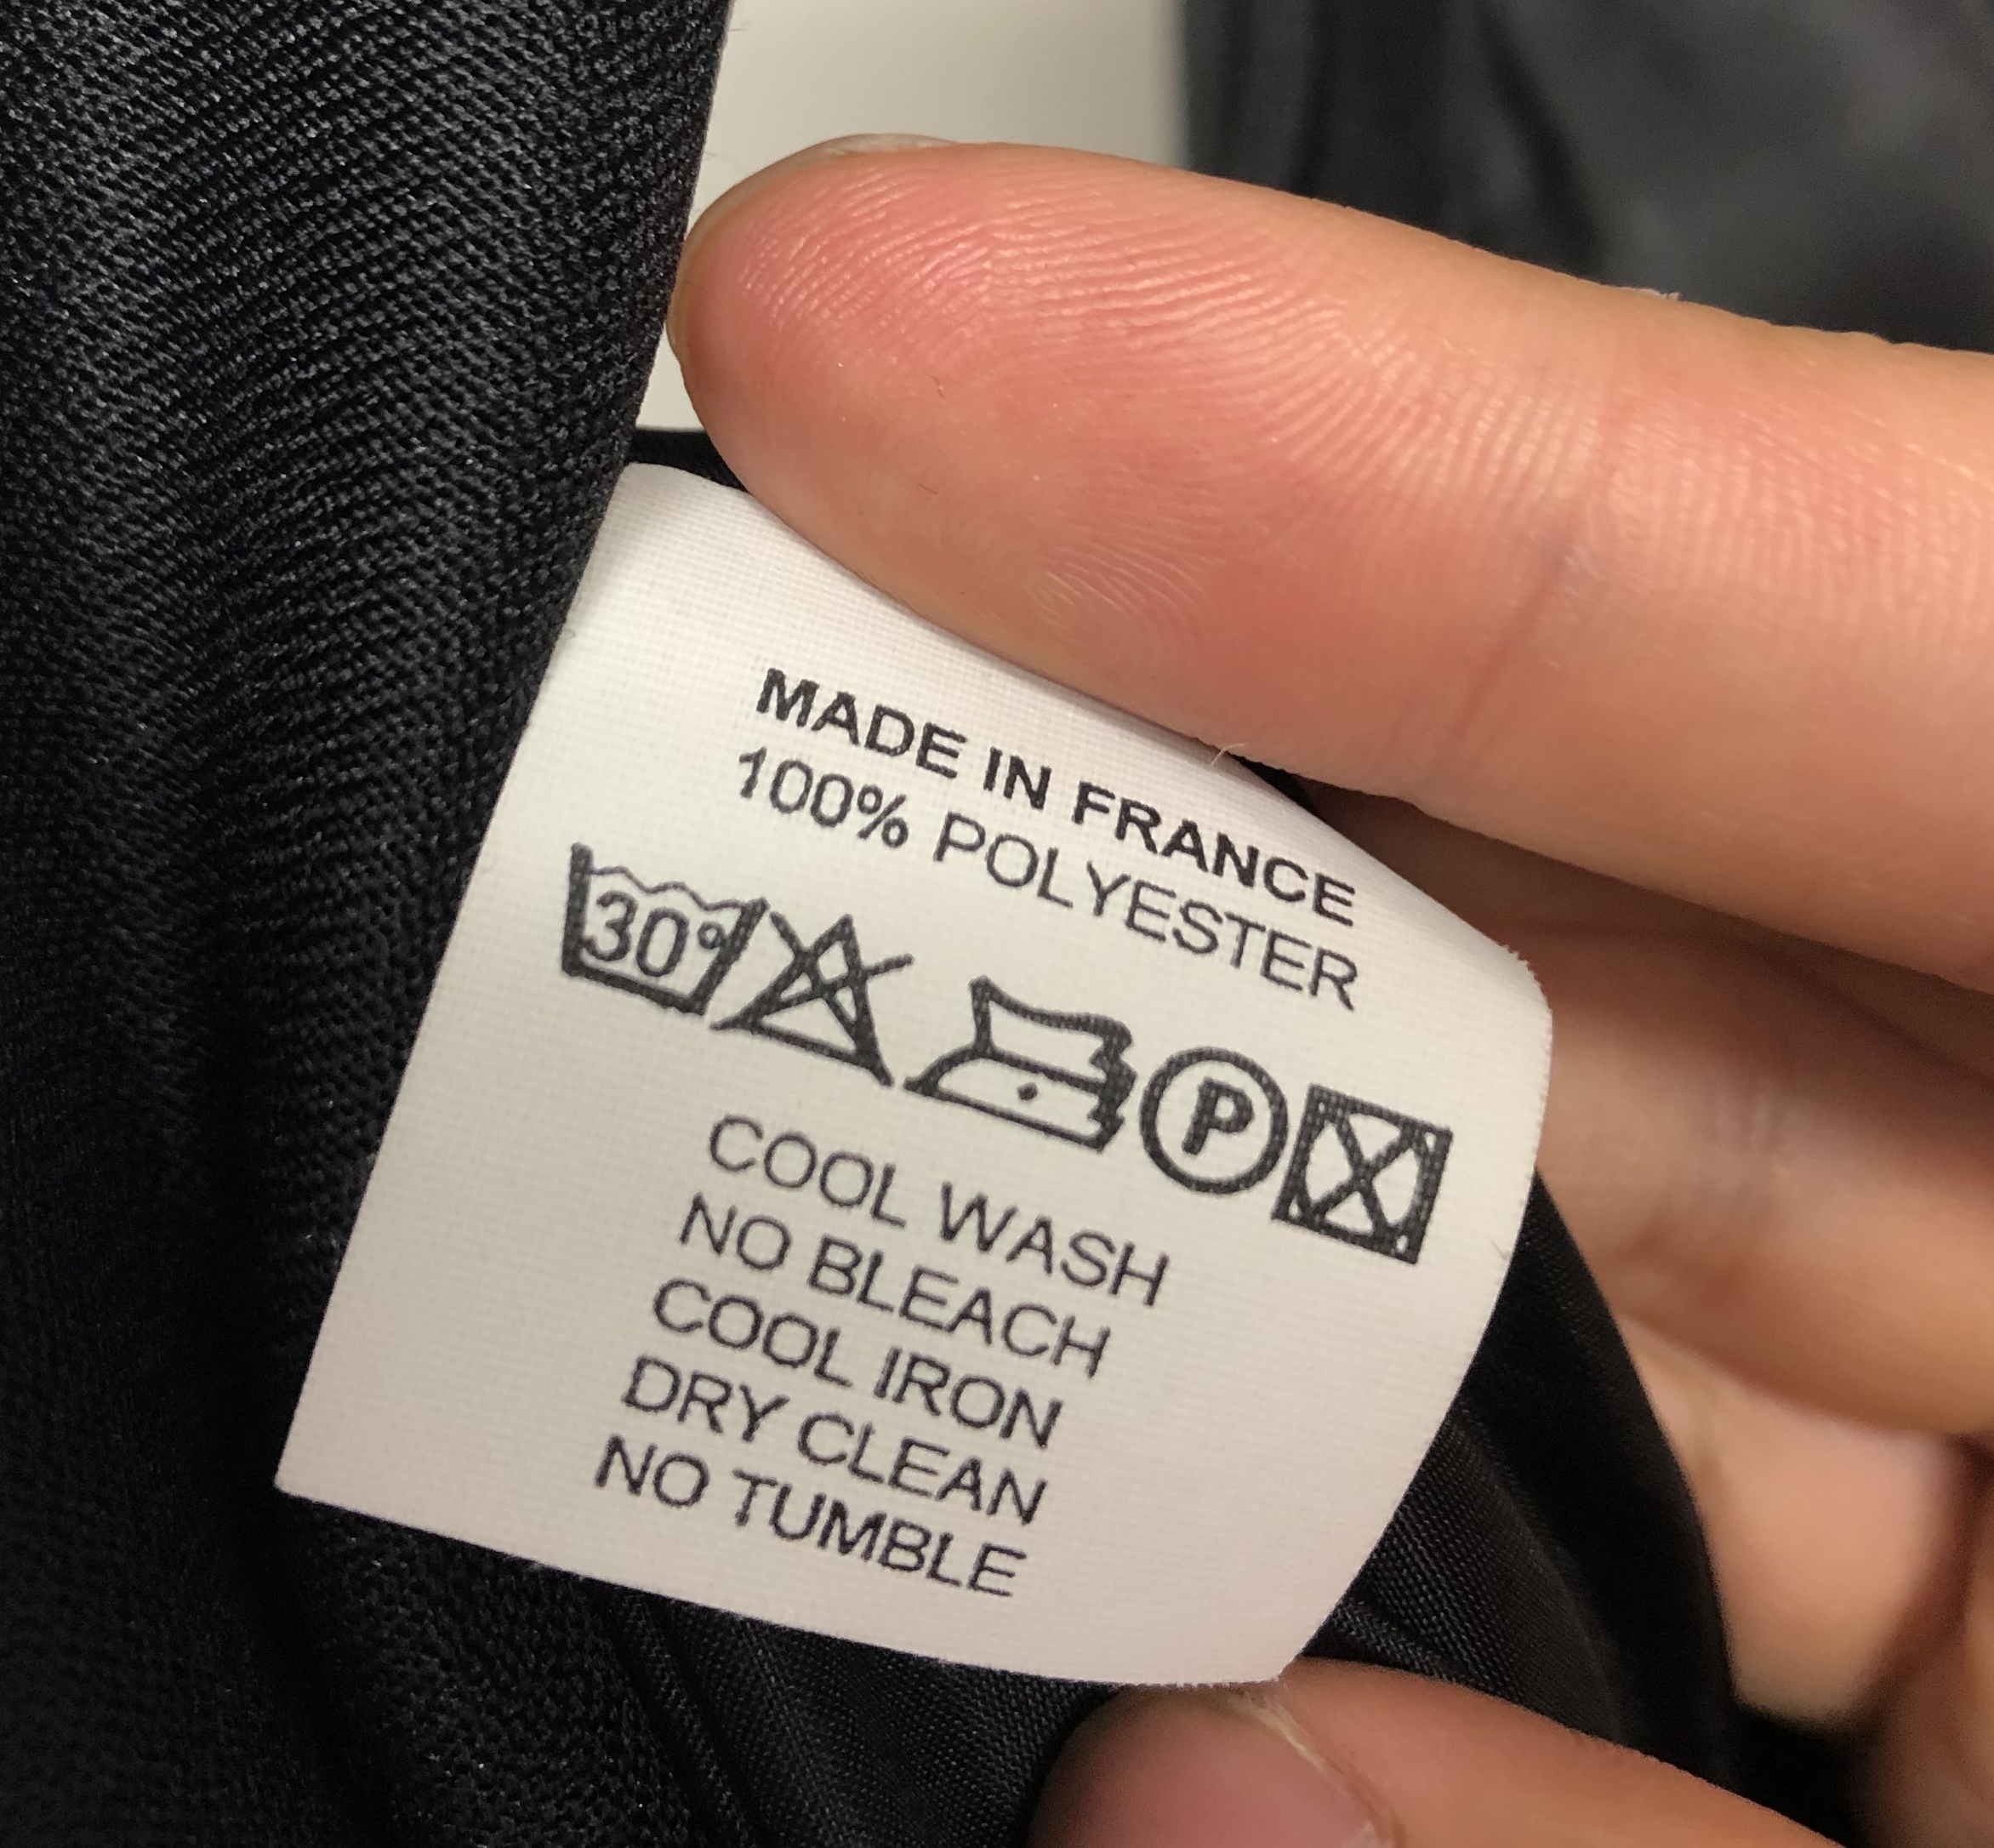 MADE IN FRANCE
100% POLYESTER
30° P
COOL WASH
NO BLEACH
COOL IRON
DRY CLEAN
NO TUMBLE